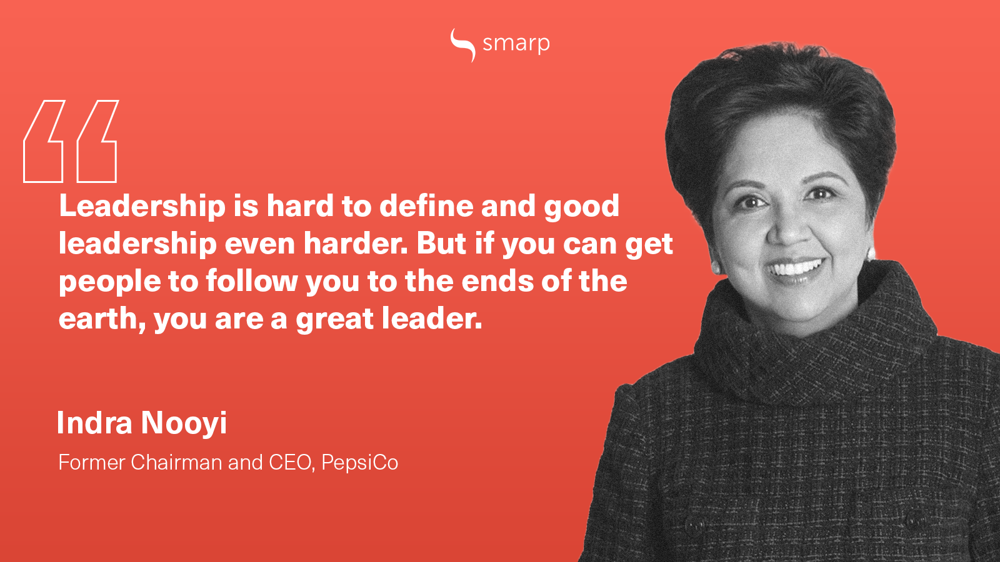 smarp
Leadership is hard to define and good
leadership even harder. But if you can get
people to follow you to the ends of the
earth, you are a great leader.
Indra Nooyi
Former Chairman and CEO, PepsiCo